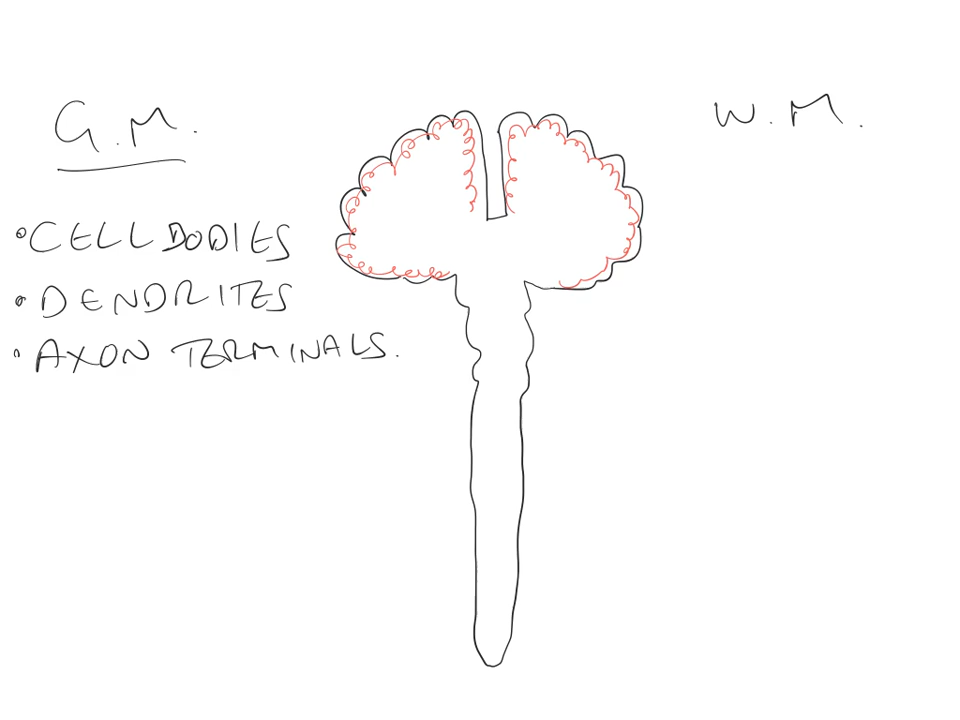 G.M.
W.M.
• CELL BODIES
• DENDRITES
• AXON TERMINALS.